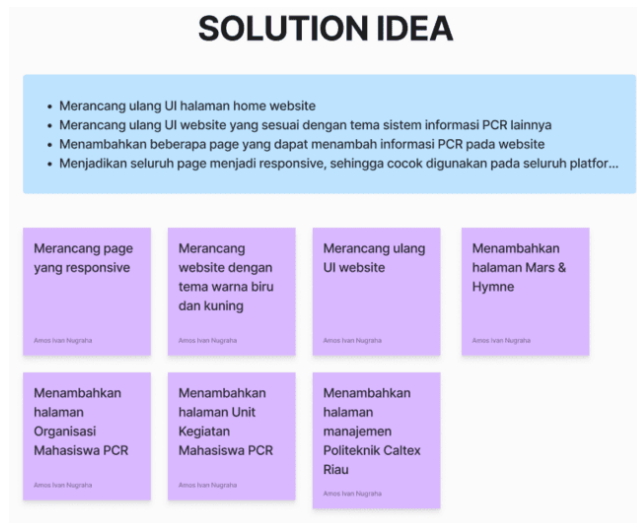 SOLUTION IDEA
• Merancang ulang UI halaman home website
• Merancang ulang UI website yang sesuai dengan tema sistem informasi PCR lainnya
• Menambahkan beberapa page yang dapat menambah informasi PCR pada website
• Menjadikan seluruh page menjadi responsive, sehingga cocok digunakan pada seluruh platfor...
Merancang page
yang responsive
Amos Ivan Nugraha
Merancang
website dengan
tema warna biru
dan kuning
Amos Ivan Nugraha
Merancang ulang
UI website
Amos Ivan Nugraha
Menambahkan
halaman Mars &
Hymne
Amos Ivan Nugraha
Menambahkan
halaman
Organisasi
Mahasiswa PCR
Amos Ivan Nugraha
Menambahkan
halaman Unit
Kegiatan
Mahasiswa PCR
Amos Ivan Nugraha
Menambahkan
halaman
manajemen
Politeknik Caltex
Riau
Amos Ivan Nugraha